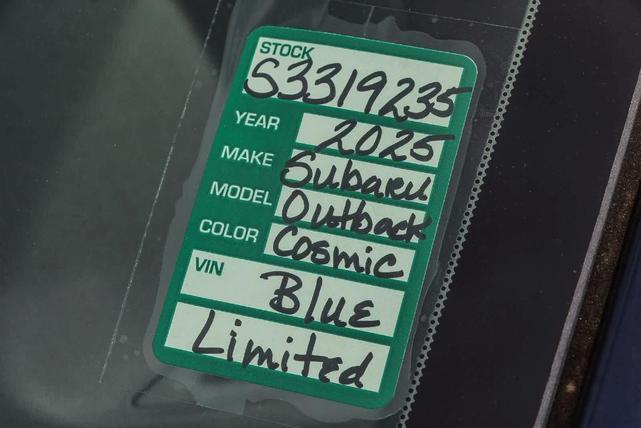 STOCK
S3319235
YEAR 2025
MAKE Subaru
MODEL Outback
COLOR Cosmic
VIN Blue
Limited